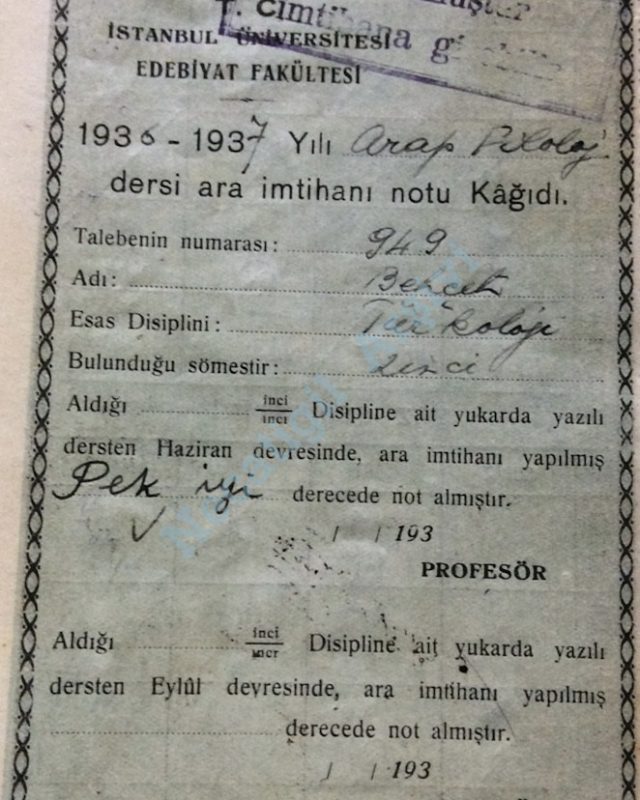 T. C.
imtihana
İSTANBUL ÜNİVERSİTESİ
EDEBİYAT FAKÜLTESİ
1936 - 1937 Yılı Arap Filoloji
dersi ara imtihanı notu Kâğıdı.
Talebenin numarası: 949
Adı: Behcet
Esas Disiplini: Türkoloji
Bulunduğu sömestir: 2inci
Aldığı inci/ıncı Disipline ait yukarda yazılı
dersten Haziran devresinde, ara imtihanı yapılmış
Pek iyi derecede not almıştır.
/ / 193
PROFESÖR
Aldığı inci/ıncı Disipline ait yukarda yazılı
dersten Eylûl devresinde, ara imtihanı yapılmış
derecede not almıştır.
/ / 193